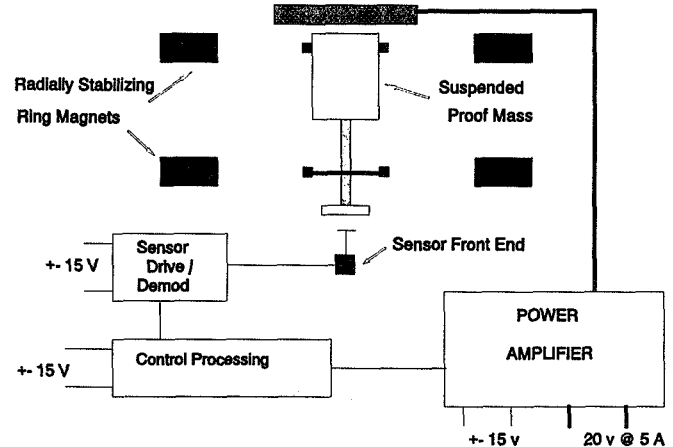 Radially Stabilizing
Ring Magnets
Suspended
Proof Mass
Sensor Front End
+- 15 V
Sensor
Drive /
Demod
+- 15 V
Control Processing
POWER
AMPLIFIER
+- 15 v
20 v @ 5 A